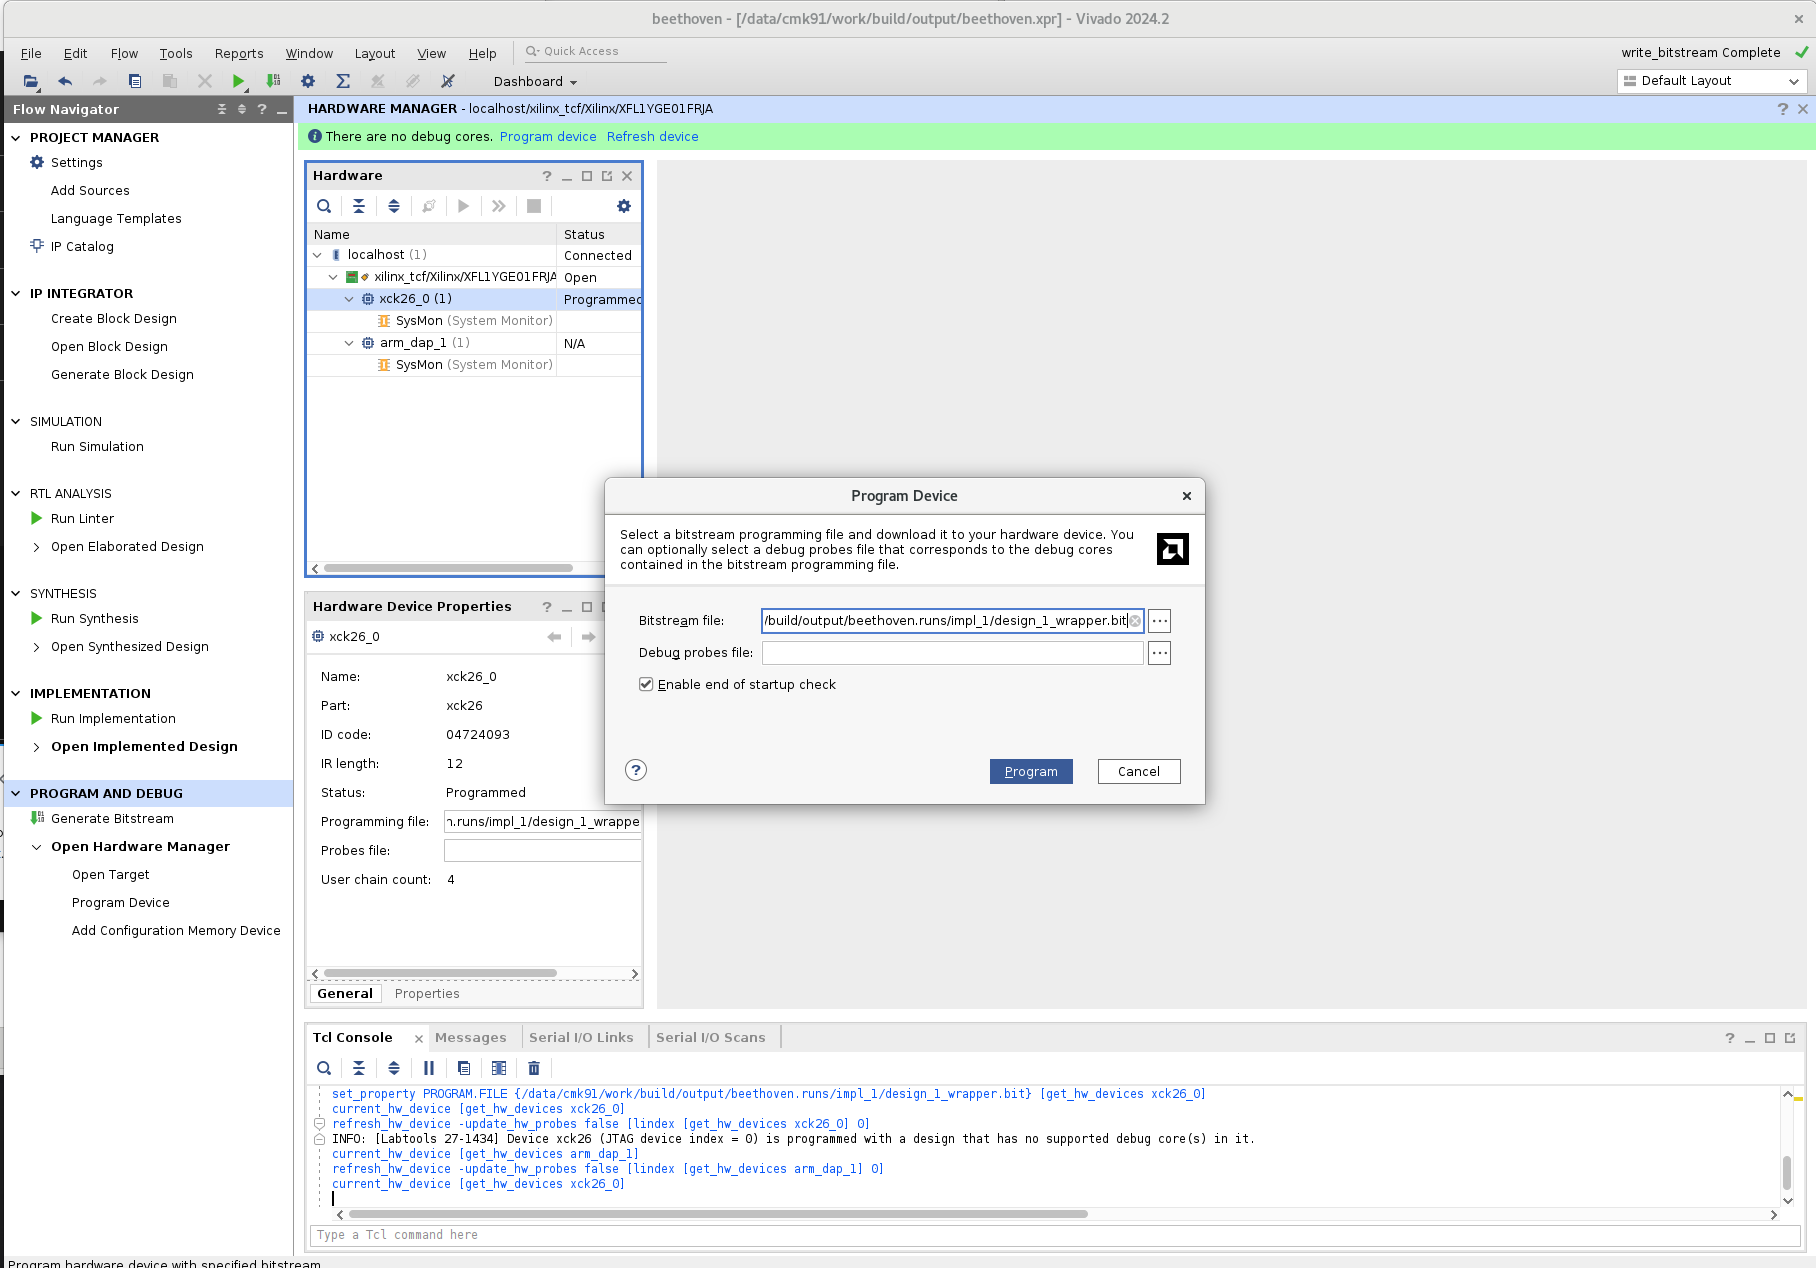 beethoven - [/data/cmk91/work/build/output/beethoven.xpr] - Vivado 2024.2
File Edit Flow Tools Reports Window Layout View Help Quick Access
write_bitstream Complete
Dashboard
Default Layout
Flow Navigator
PROJECT MANAGER
Settings
Add Sources
Language Templates
IP Catalog
IP INTEGRATOR
Create Block Design
Open Block Design
Generate Block Design
SIMULATION
Run Simulation
RTL ANALYSIS
Run Linter
Open Elaborated Design
SYNTHESIS
Run Synthesis
Open Synthesized Design
IMPLEMENTATION
Run Implementation
Open Implemented Design
PROGRAM AND DEBUG
Generate Bitstream
Open Hardware Manager
Open Target
Program Device
Add Configuration Memory Device
HARDWARE MANAGER - localhost/xilinx_tcf/Xilinx/XFL1YGE01FRJA
There are no debug cores. Program device Refresh device
Hardware
Name Status
localhost (1) Connected
xilinx_tcf/Xilinx/XFL1YGE01FRJA Open
xck26_0 (1) Programmed
SysMon (System Monitor)
arm_dap_1 (1) N/A
SysMon (System Monitor)
Hardware Device Properties
xck26_0
Name: xck26_0
Part: xck26
ID code: 04724093
IR length: 12
Status: Programmed
Programming file: n.runs/impl_1/design_1_wrappe
Probes file:
User chain count: 4
General Properties
Program Device
Select a bitstream programming file and download it to your hardware device. You
can optionally select a debug probes file that corresponds to the debug cores
contained in the bitstream programming file.
Bitstream file: /build/output/beethoven.runs/impl_1/design_1_wrapper.bit
Debug probes file:
Enable end of startup check
Program Cancel
Tcl Console Messages Serial I/O Links Serial I/O Scans
set_property PROGRAM.FILE {/data/cmk91/work/build/output/beethoven.runs/impl_1/design_1_wrapper.bit} [get_hw_devices xck26_0]
current_hw_device [get_hw_devices xck26_0]
refresh_hw_device -update_hw_probes false [lindex [get_hw_devices xck26_0] 0]
INFO: [Labtools 27-1434] Device xck26 (JTAG device index = 0) is programmed with a design that has no supported debug core(s) in it.
current_hw_device [get_hw_devices arm_dap_1]
refresh_hw_device -update_hw_probes false [lindex [get_hw_devices arm_dap_1] 0]
current_hw_device [get_hw_devices xck26_0]
Type a Tcl command here
Program hardware device with specified bitstream